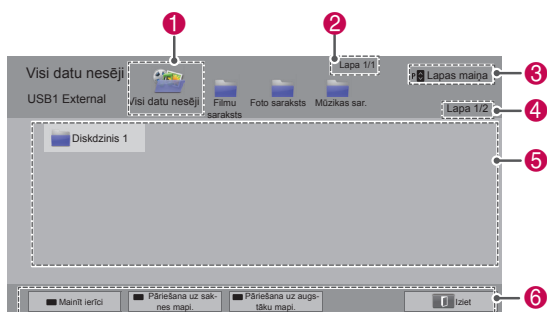 1
2
Lapa 1/1
Visi datu nesēji
P Lapas maiņa
3
USB1 External
Visi datu nesēji
Filmu
saraksts
Foto saraksts
Mūzikas sar.
Lapa 1/2
4
Diskdzinis 1
5
Mainīt ierīci
Pāriešana uz sak-
nes mapi.
Pāriešana uz augs-
tāku mapi.
Iziet
6